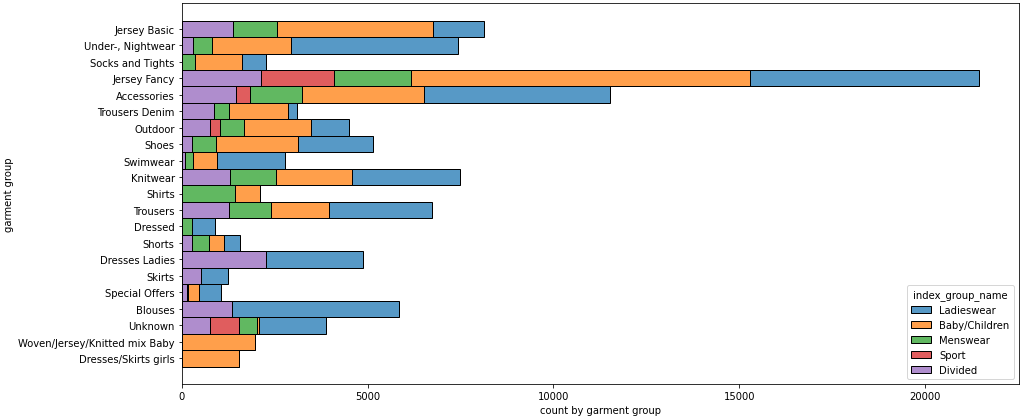 garment group
Jersey Basic
Under-, Nightwear
Socks and Tights
Jersey Fancy
Accessories
Trousers Denim
Outdoor
Shoes
Swimwear
Knitwear
Shirts
Trousers
Dressed
Shorts
Dresses Ladies
Skirts
Special Offers
Blouses
Unknown
Woven/Jersey/Knitted mix Baby
Dresses/Skirts girls
index_group_name
Ladieswear
Baby/Children
Menswear
Sport
Divided
0 5000 10000 15000 20000
count by garment group